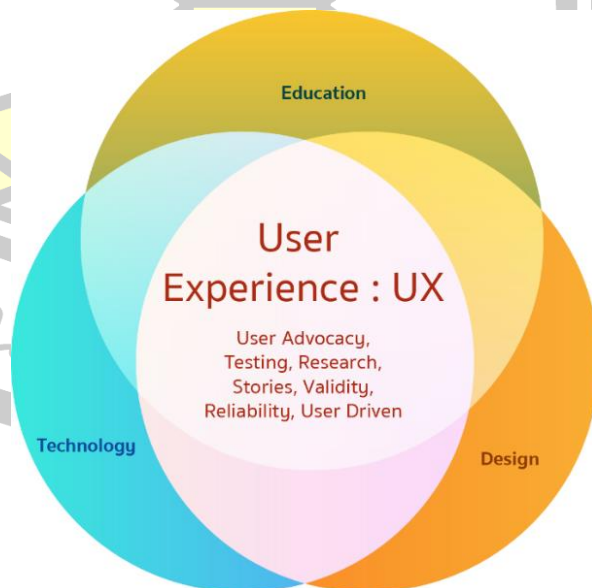 Education
User
Experience : UX
User Advocacy,
Testing, Research,
Stories, Validity,
Reliability, User Driven
Technology
Design